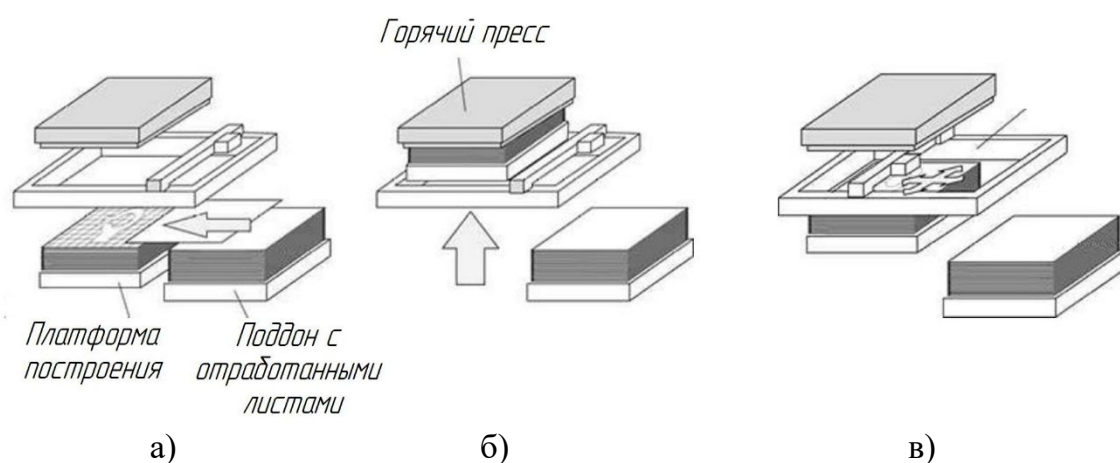 Горячий пресс
Платформа
построения
Поддон с
отработанными
листами
а)
б)
в)